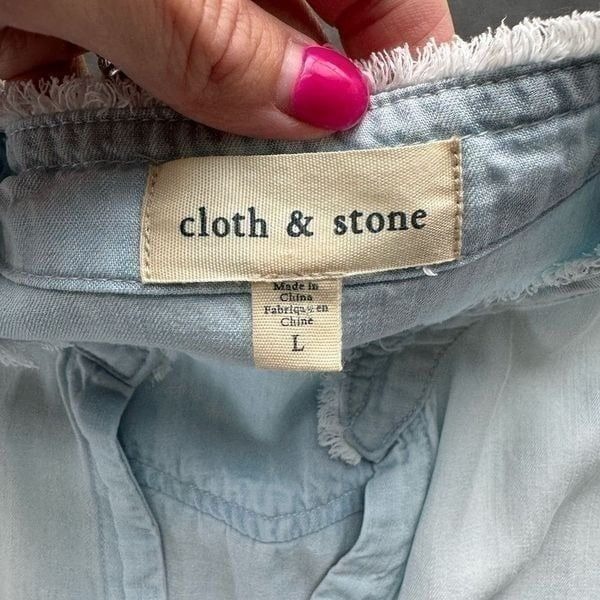 cloth & stone
Made in
China
Fabriqué en
Chine
L